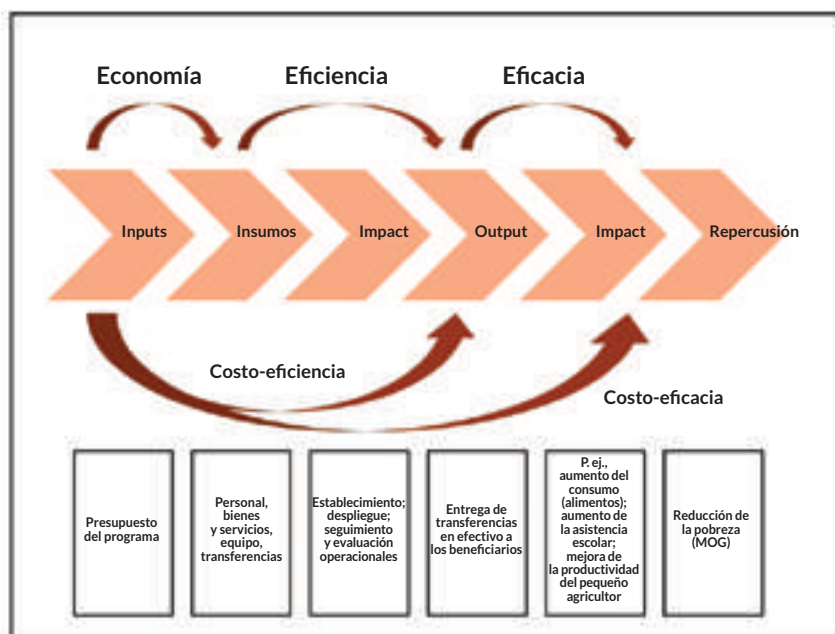 Economía
Eficiencia
Eficacia
Inputs
Insumos
Impact
Output
Impact
Repercusión
Costo-eficiencia
Costo-eficacia
Presupuesto
del programa
Personal,
bienes
y servicios,
equipo,
transferencias
Establecimiento;
despliegue;
seguimiento
y evaluación
operacionales
Entrega de
transferencias
en efectivo a
los beneficiarios
P. ej.,
aumento del
consumo
(alimentos);
aumento de
la asistencia
escolar;
mejora de
la productividad
del pequeño
agricultor
Reducción de
la pobreza
(MOG)